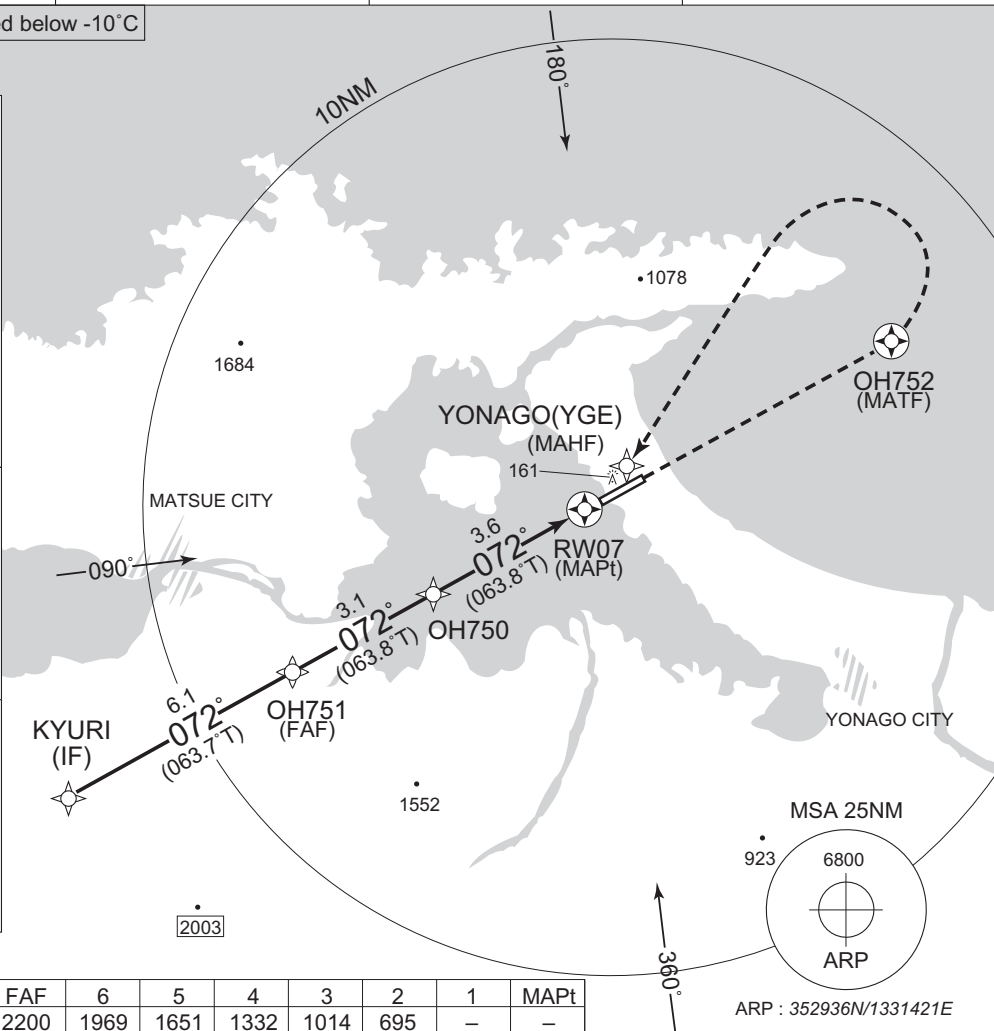 ed below -10˚C
10NM
180˚
1078
1684
OH752
(MATF)
YONAGO(YGE)
(MAHF)
161
MATSUE CITY
090˚
3.6
072˚
(063.8˚T)
RW07
(MAPt)
3.1
072˚
(063.8˚T)
OH750
6.1
072˚
(063.7˚T)
OH751
(FAF)
KYURI
(IF)
YONAGO CITY
1552
MSA 25NM
923
6800
ARP
2003
360˚
FAF 6 5 4 3 2 1 MAPt
2200 1969 1651 1332 1014 695 – –
ARP : 352936N/1331421E